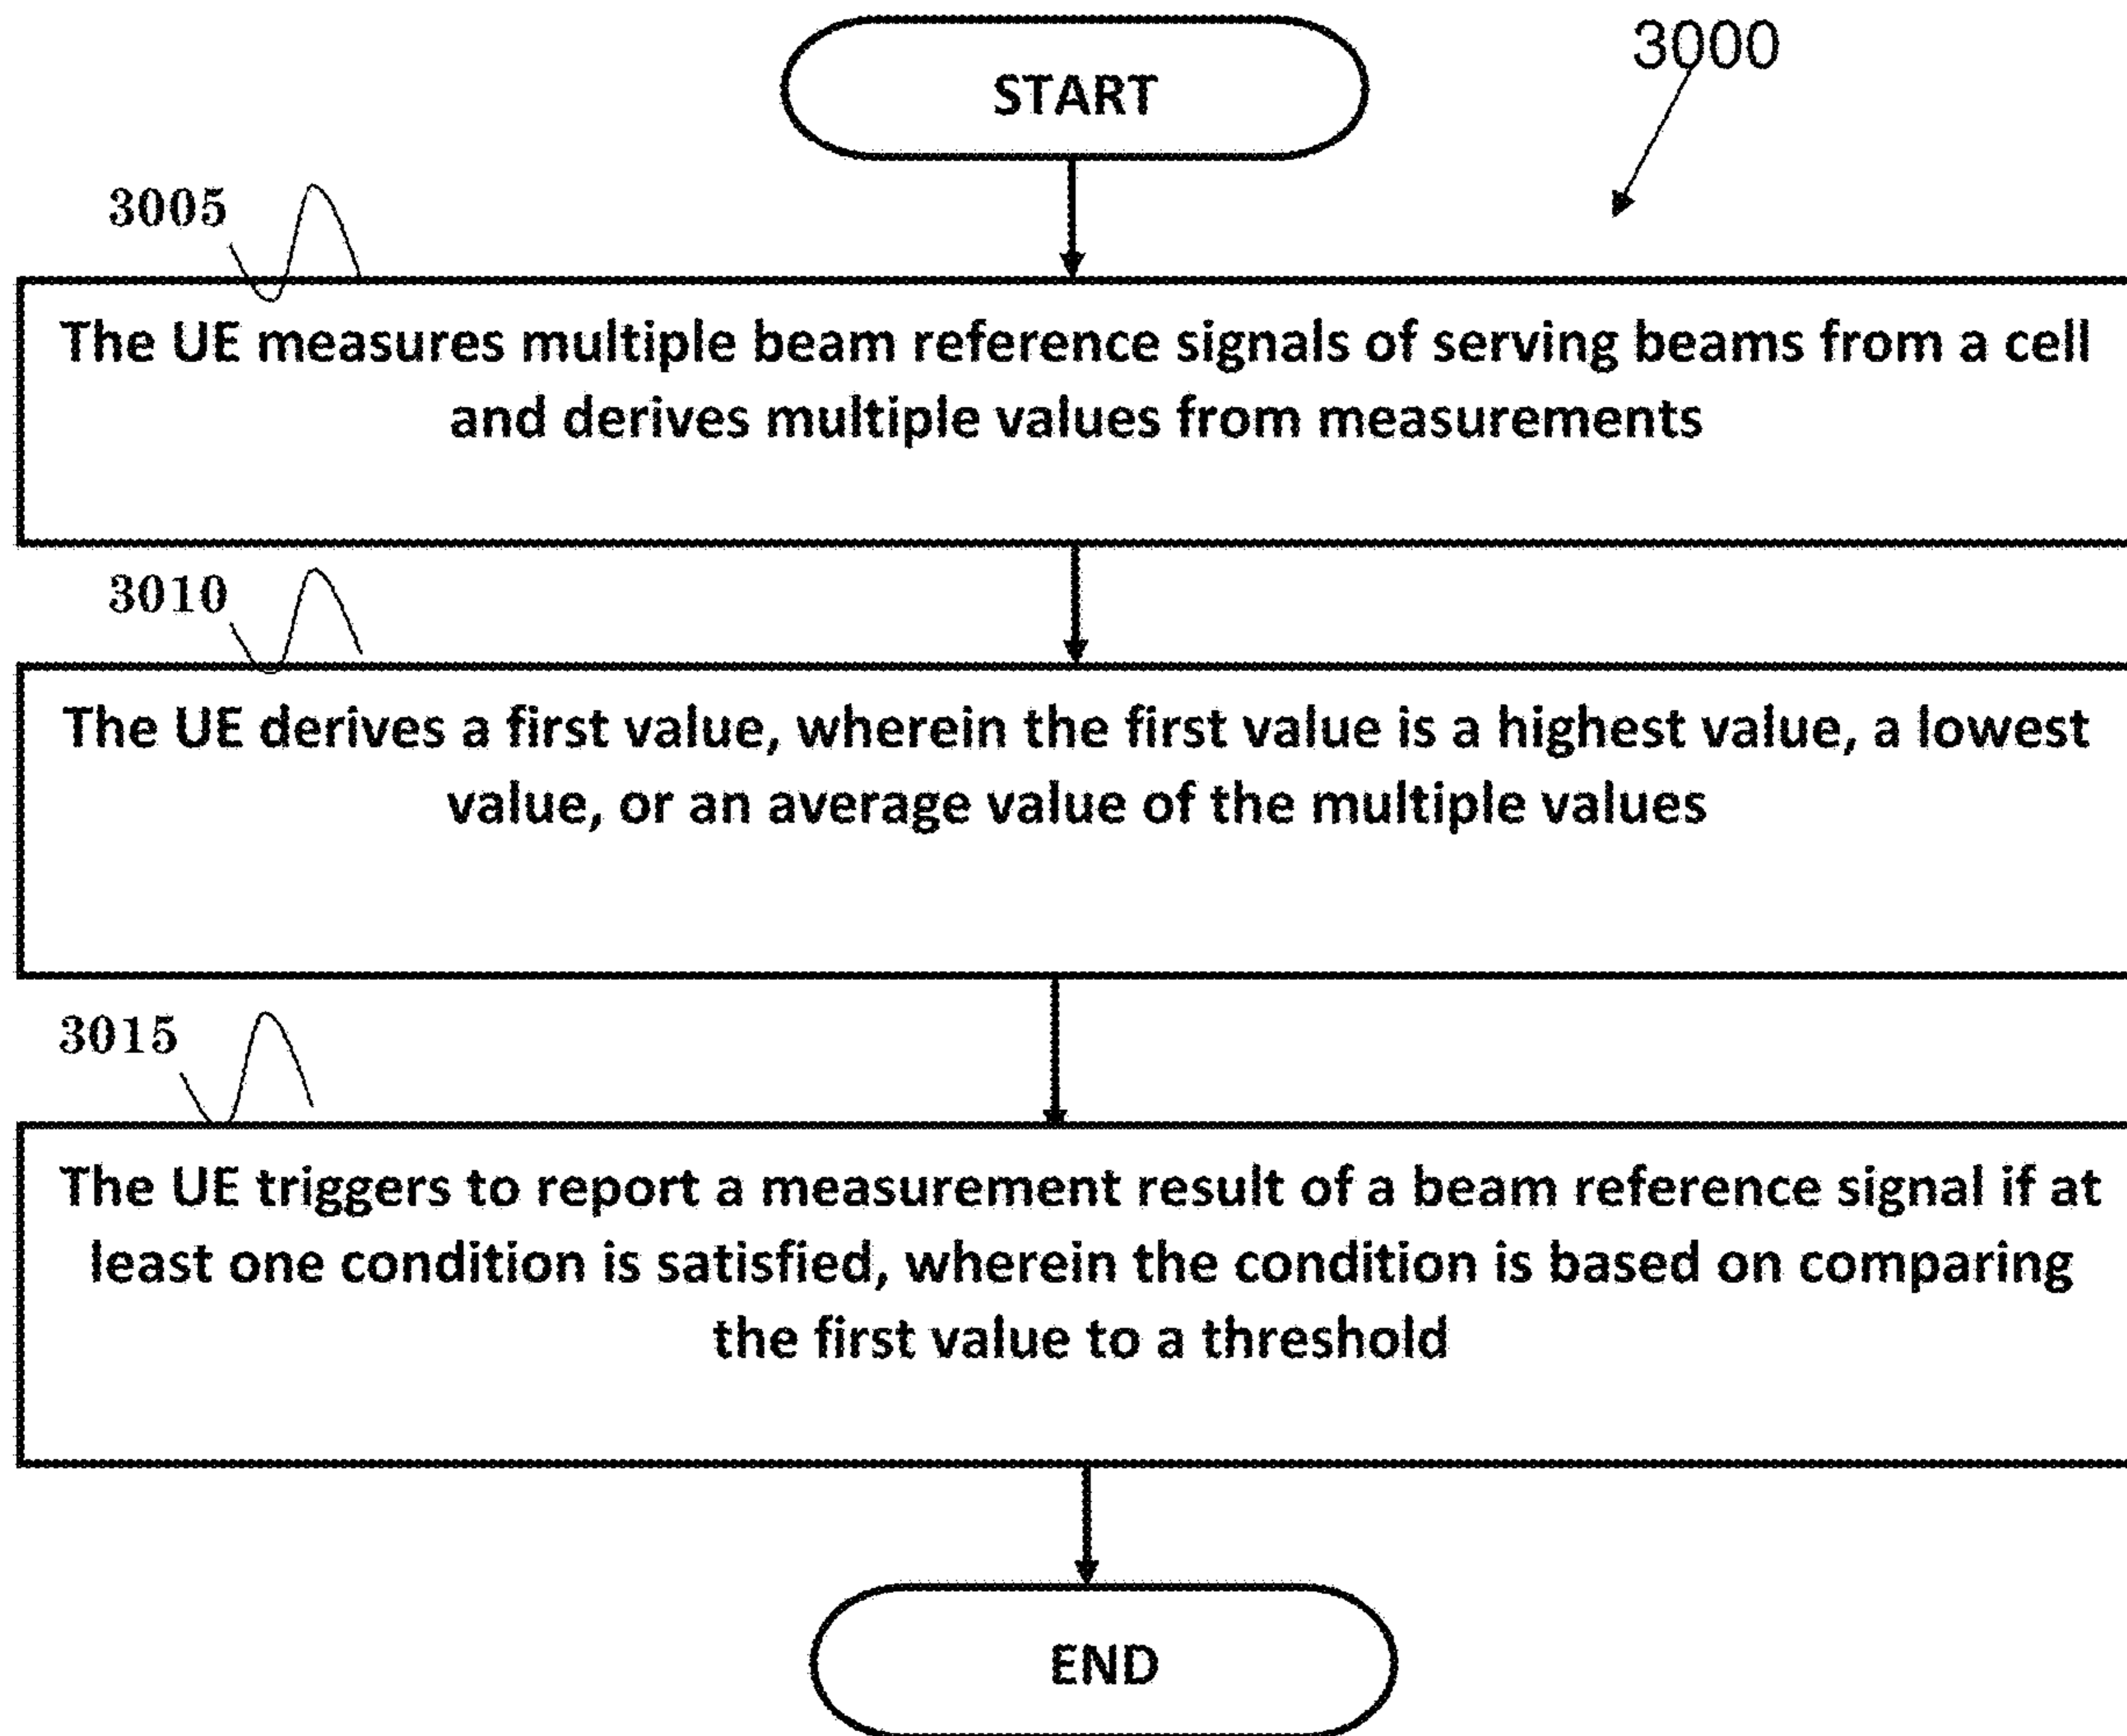 START
3000
3005
The UE measures multiple beam reference signals of serving beams from a cell
and derives multiple values from measurements
3010
The UE derives a first value, wherein the first value is a highest value, a lowest
value, or an average value of the multiple values
3015
The UE triggers to report a measurement result of a beam reference signal if at
least one condition is satisfied, wherein the condition is based on comparing
the first value to a threshold
END